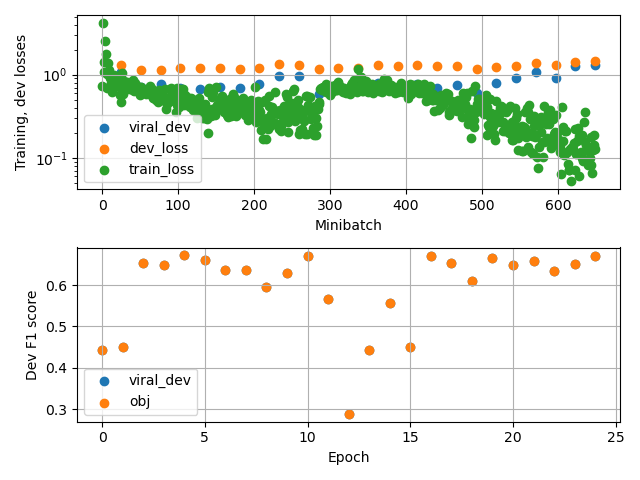 Training, dev losses
10⁰
10⁻¹
viral_dev
dev_loss
train_loss
0 100 200 300 400 500 600
Minibatch
Dev F1 score
0.6
0.5
0.4
0.3
viral_dev
obj
0 5 10 15 20 25
Epoch